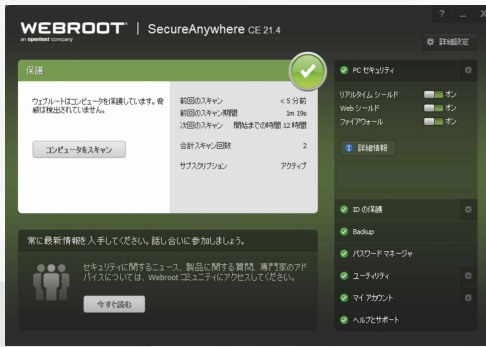 WEBROOT
an opentext company
SecureAnywhere CE 21.4
? _ X
詳細設定
保護
ウェブルートはコンピュータを保護しています。脅
威は検出されていません。
コンピュータをスキャン
前回のスキャン < 5 分前
前回のスキャン期間 1m 19s
次回のスキャン 開始までの時間 12 時間
合計スキャン回数 2
サブスクリプション アクティブ
常に最新情報を入手してください。話し合いに参加しましょう。
セキュリティに関するニュース、製品に関する質問、専門家のアド
バイスについては、Webroot コミュニティにアクセスしてください。
今すぐ読む
PC セキュリティ
リアルタイム シールド オン
Web シールド オン
ファイアウォール オン
詳細情報
ID の保護
Backup
パスワード マネージャ
ユーティリティ
マイ アカウント
ヘルプとサポート